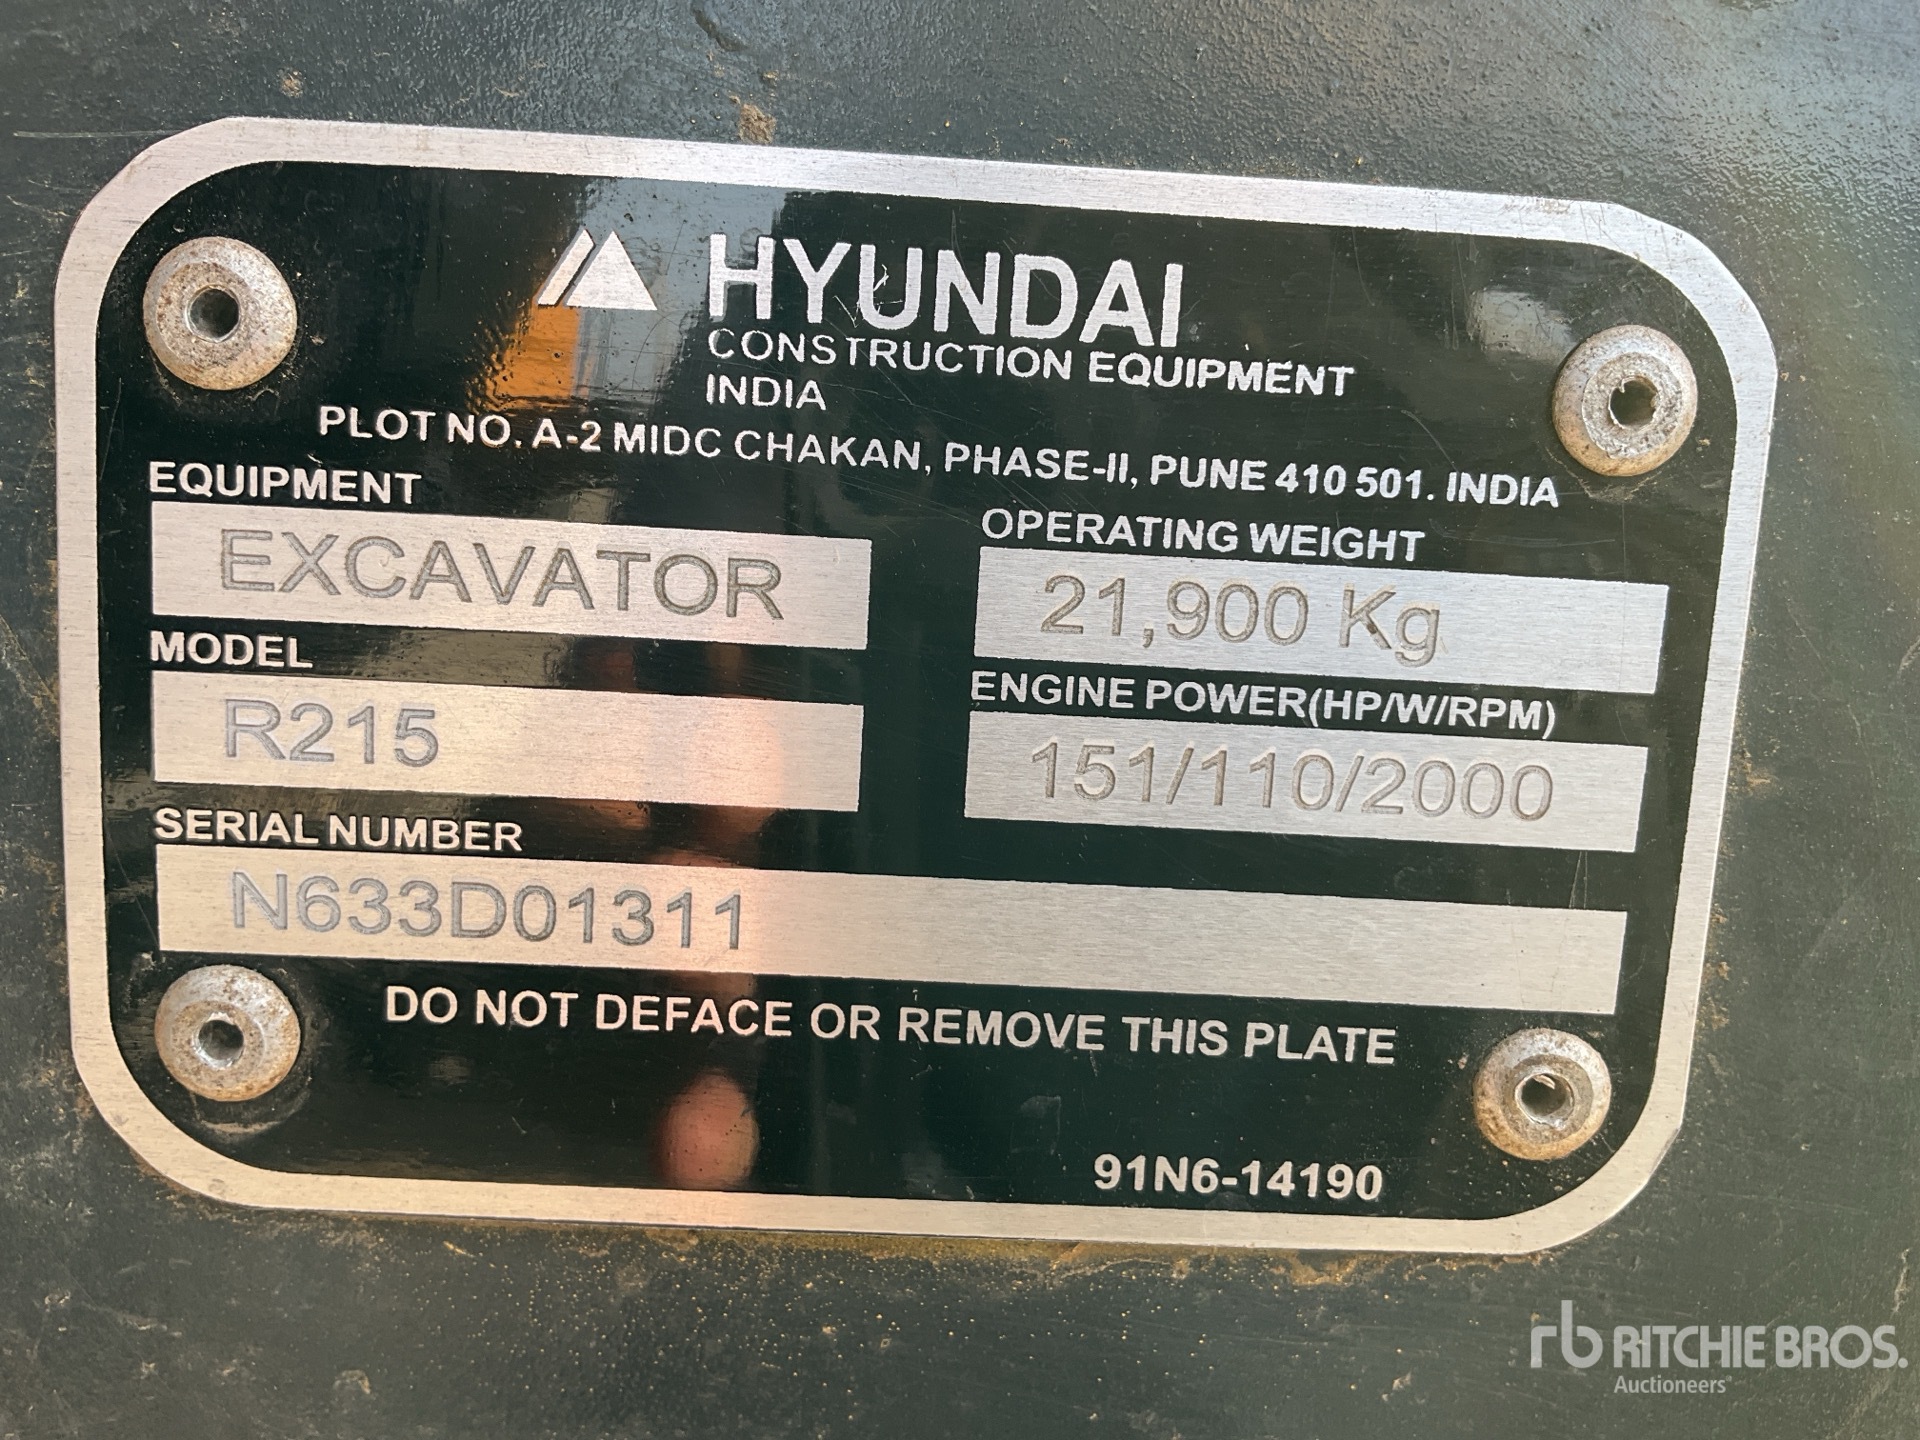 HYUNDAI
CONSTRUCTION EQUIPMENT
INDIA
PLOT NO. A-2 MIDC CHAKAN, PHASE-II, PUNE 410 501. INDIA
EQUIPMENT
EXCAVATOR
OPERATING WEIGHT
21,900 Kg
MODEL
R215
ENGINE POWER(HP/W/RPM)
151/110/2000
SERIAL NUMBER
N633D01311
DO NOT DEFACE OR REMOVE THIS PLATE
91N6-14190
rb RITCHIE BROS.
Auctioneers